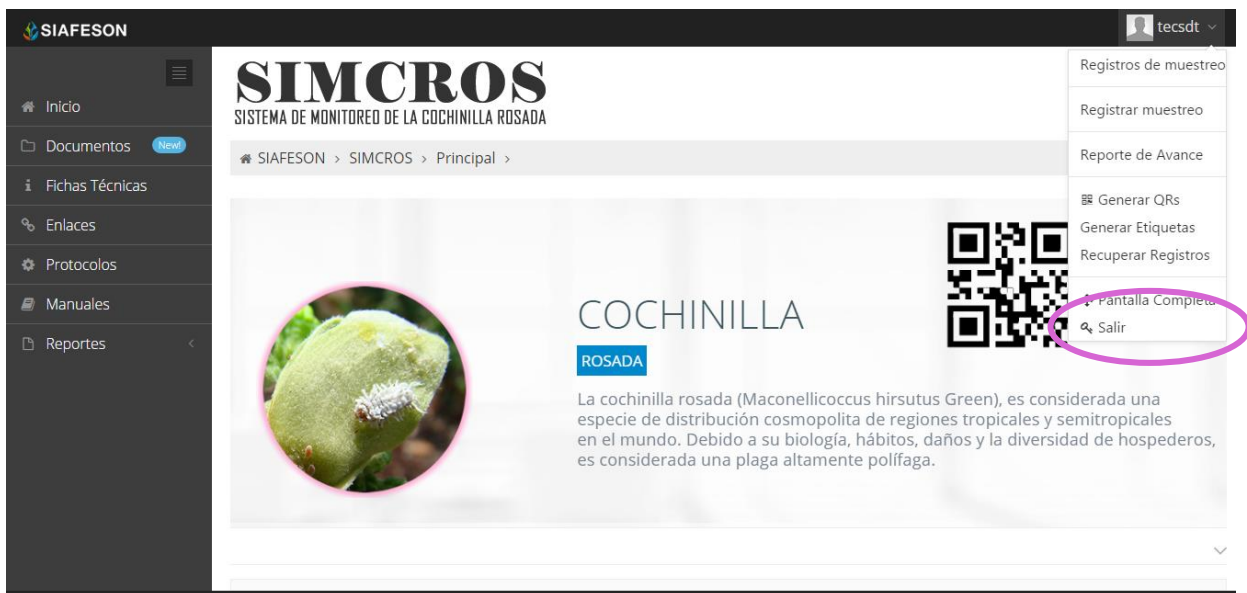 SIAFESON
tecsdt
Inicio
Documentos New!
Fichas Técnicas
Enlaces
Protocolos
Manuales
Reportes
SIMCROS
SISTEMA DE MONITOREO DE LA COCHINILLA ROSADA
SIAFESON > SIMCROS > Principal >
Registros de muestreo
Registrar muestreo
Reporte de Avance
Generar QRs
Generar Etiquetas
Recuperar Registros
Pantalla Completa
Salir
COCHINILLA
ROSADA
La cochinilla rosada (Maconellicoccus hirsutus Green), es considerada una
especie de distribución cosmopolita de regiones tropicales y semitropicales
en el mundo. Debido a su biología, hábitos, daños y la diversidad de hospederos,
es considerada una plaga altamente polífaga.